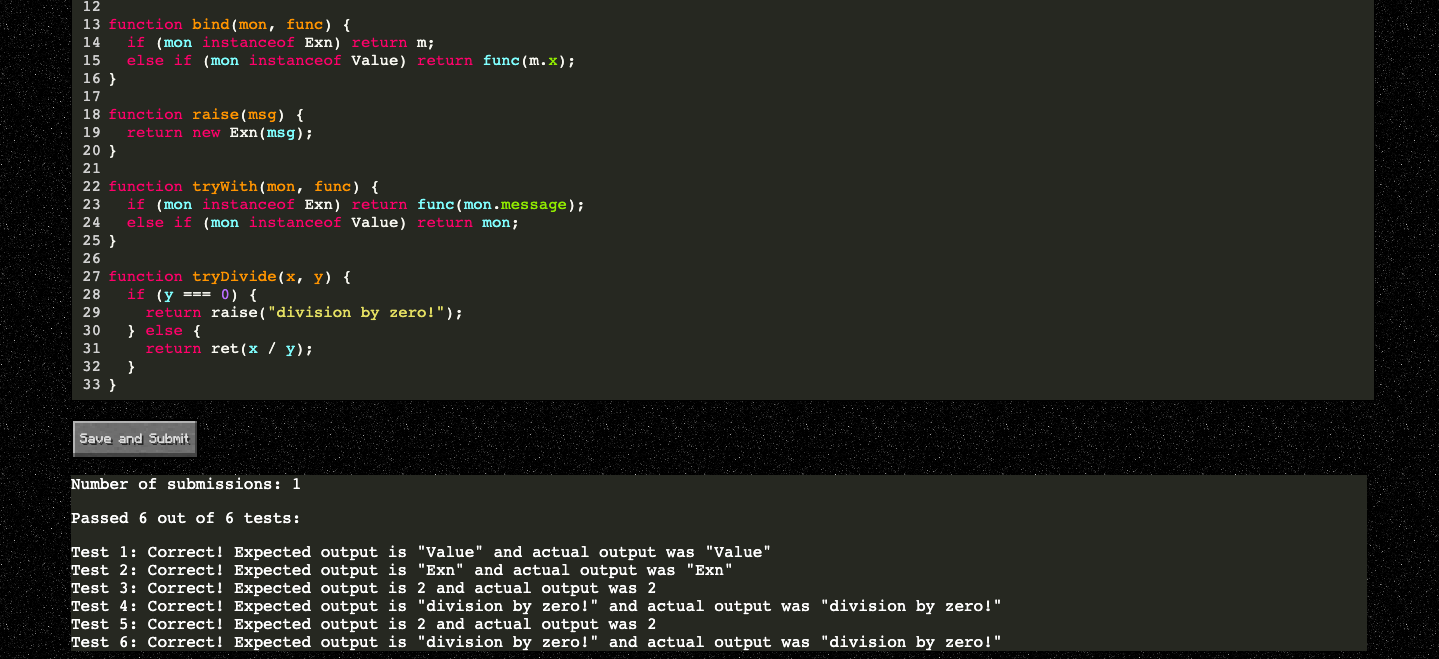 12
13 function bind(mon, func) {
14   if (mon instanceof Exn) return m;
15   else if (mon instanceof Value) return func(m.x);
16 }
17
18 function raise(msg) {
19   return new Exn(msg);
20 }
21
22 function tryWith(mon, func) {
23   if (mon instanceof Exn) return func(mon.message);
24   else if (mon instanceof Value) return mon;
25 }
26
27 function tryDivide(x, y) {
28   if (y === 0) {
29     return raise("division by zero!");
30   } else {
31     return ret(x / y);
32   }
33 }
Save and Submit
Number of submissions: 1
Passed 6 out of 6 tests:
Test 1: Correct! Expected output is "Value" and actual output was "Value"
Test 2: Correct! Expected output is "Exn" and actual output was "Exn"
Test 3: Correct! Expected output is 2 and actual output was 2
Test 4: Correct! Expected output is "division by zero!" and actual output was "division by zero!"
Test 5: Correct! Expected output is 2 and actual output was 2
Test 6: Correct! Expected output is "division by zero!" and actual output was "division by zero!"